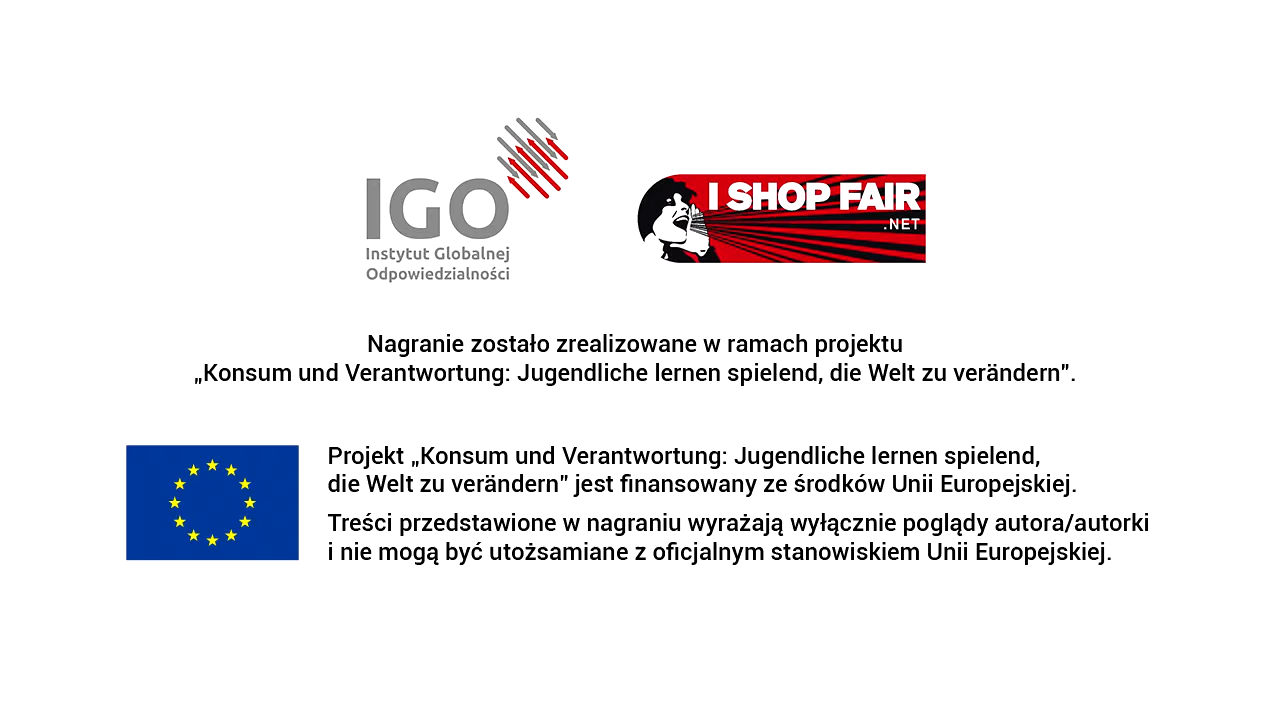 IGO
Instytut Globalnej
Odpowiedzialności
I SHOP FAIR
.NET
Nagranie zostało zrealizowane w ramach projektu
„Konsum und Verantwortung: Jugendliche lernen spielend, die Welt zu verändern".
Projekt „Konsum und Verantwortung: Jugendliche lernen spielend,
die Welt zu verändern" jest finansowany ze środków Unii Europejskiej.
Treści przedstawione w nagraniu wyrażają wyłącznie poglądy autora/autorki
i nie mogą być utożsamiane z oficjalnym stanowiskiem Unii Europejskiej.